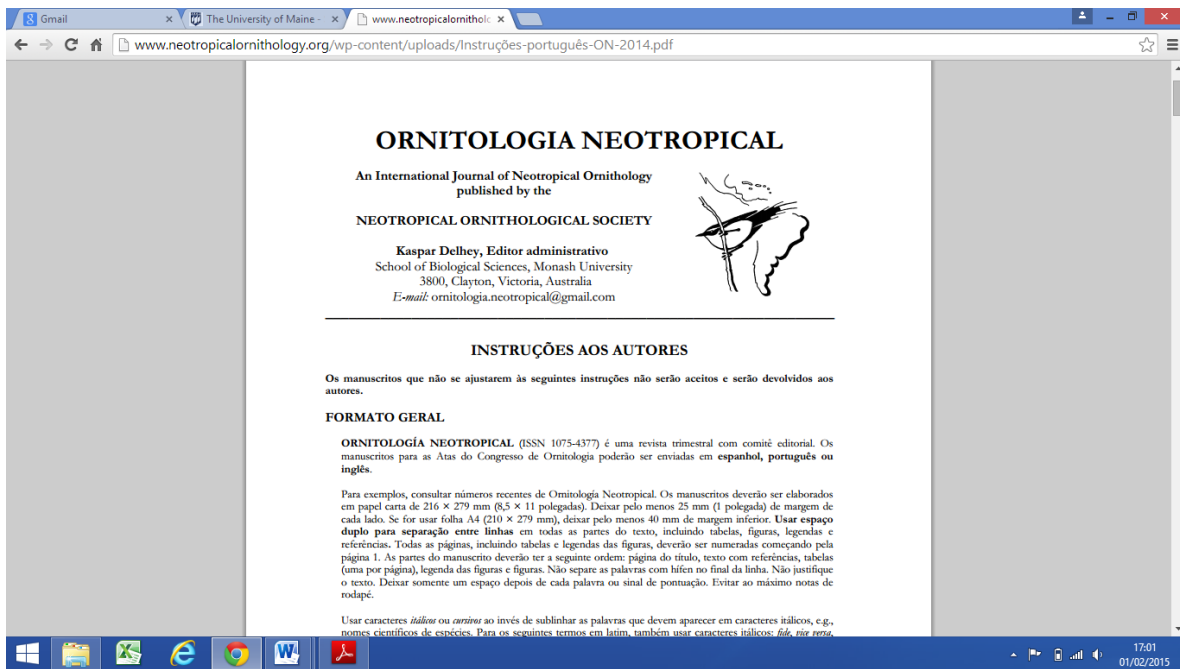 Gmail
The University of Maine -
www.neotropicalornitholo
www.neotropicalornithology.org/wp-content/uploads/Instruções-português-ON-2014.pdf
ORNITOLOGIA NEOTROPICAL
An International Journal of Neotropical Ornithology
published by the
NEOTROPICAL ORNITHOLOGICAL SOCIETY
Kaspar Delhey, Editor administrativo
School of Biological Sciences, Monash University
3800, Clayton, Victoria, Australia
E-mail: ornitologia.neotropical@gmail.com
INSTRUÇÕES AOS AUTORES
Os manuscritos que não se ajustarem às seguintes instruções não serão aceitos e serão devolvidos aos
autores.
FORMATO GERAL
ORNITOLOGÍA NEOTROPICAL (ISSN 1075-4377) é uma revista trimestral com comitê editorial. Os
manuscritos para as Atas do Congresso de Ornitologia poderão ser enviadas em espanhol, português ou
inglês.
Para exemplos, consultar números recentes de Ornitologia Neotropical. Os manuscritos deverão ser elaborados
em papel carta de 216 × 279 mm (8,5 × 11 polegadas). Deixar pelo menos 25 mm (1 polegada) de margem de
cada lado. Se for usar folha A4 (210 × 279 mm), deixar pelo menos 40 mm de margem inferior. Usar espaço
duplo para separação entre linhas em todas as partes do texto, incluindo tabelas, figuras, legendas e
referências. Todas as páginas, incluindo tabelas e legendas das figuras, deverão ser numeradas começando pela
página 1. As partes do manuscrito deverão ter a seguinte ordem: página do título, texto com referências, tabelas
(uma por página), legenda das figuras e figuras. Não separe as palavras com hífen no final da linha. Não justifique
o texto. Deixar somente um espaço depois de cada palavra ou sinal de pontuação. Evitar ao máximo notas de
rodapé.
Usar caracteres itálicos ou cursivos ao invés de sublinhar as palavras que devem aparecer em caracteres itálicos, e.g.,
nomes científicos de espécies. Para os seguintes termos em latim, também usar caracteres itálicos: fide, vice versa,
17:01
01/02/2015